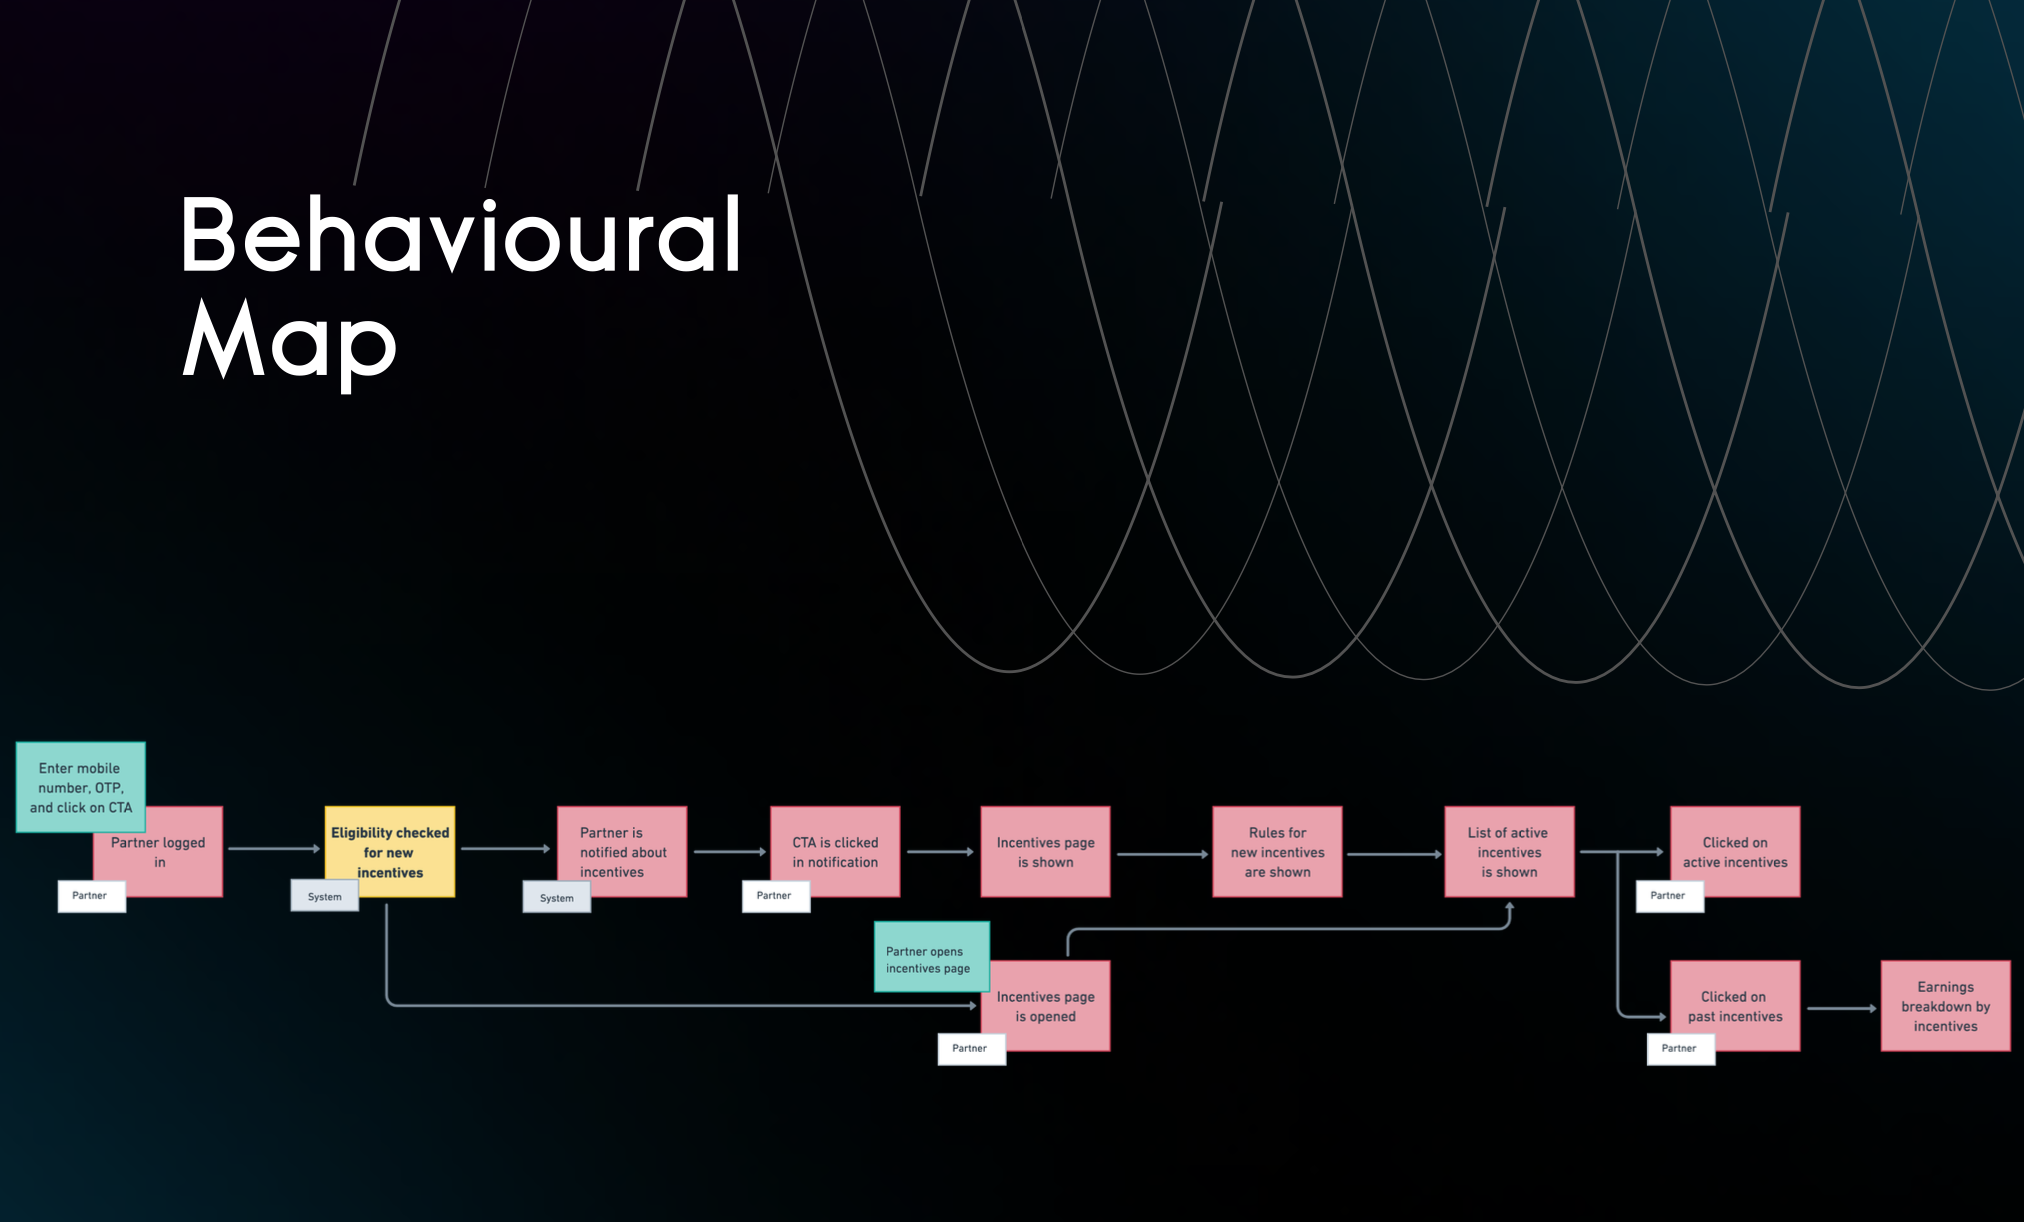 Behavioural
Map
Enter mobile
number, OTP,
and click on CTA
Partner logged
in
Partner
Eligibility checked
for new
incentives
System
Partner is
notified about
incentives
System
CTA is clicked
in notification
Partner
Incentives page
is shown
Rules for
new incentives
are shown
List of active
incentives
is shown
Clicked on
active incentives
Partner
Partner opens
incentives page
Incentives page
is opened
Partner
Clicked on
past incentives
Partner
Earnings
breakdown by
incentives